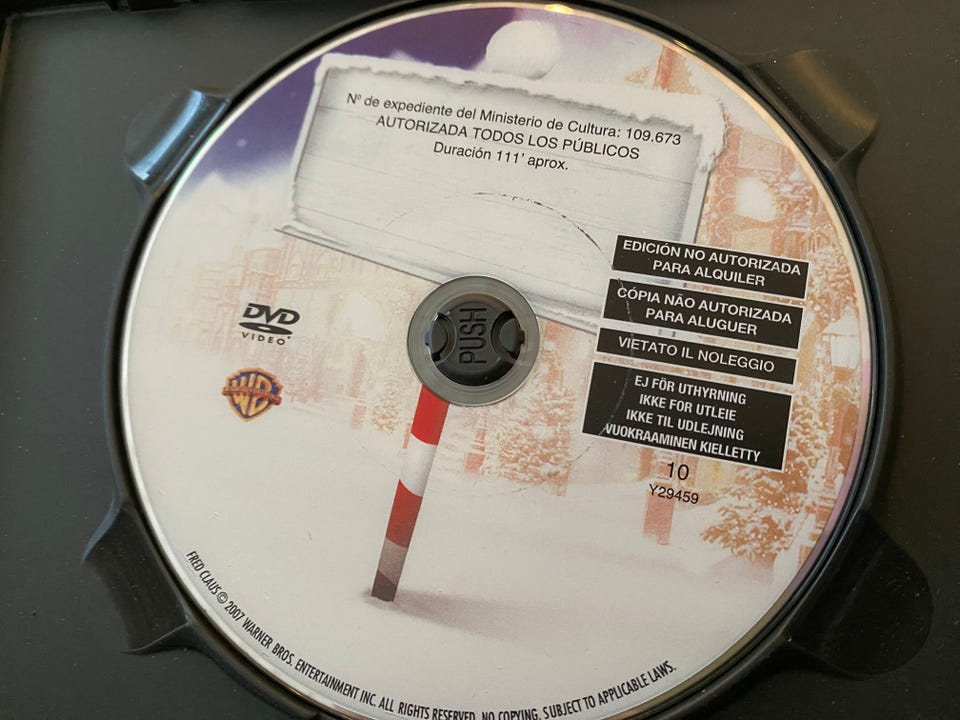 Nº de expediente del Ministerio de Cultura: 109.673
AUTORIZADA TODOS LOS PÚBLICOS
Duración 111' aprox.
EDICIÓN NO AUTORIZADA
PARA ALQUILER
CÓPIA NÃO AUTORIZADA
PARA ALUGUER
VIETATO IL NOLEGGIO
EJ FÖR UTHYRNING
IKKE FOR UTLEIE
IKKE TIL UDLEJNING
VUOKRAAMINEN KIELLETTY
10
Y29459
DVD
VIDEO
WB
PUSH
FRED CLAUS © 2007 WARNER BROS. ENTERTAINMENT INC. ALL RIGHTS RESERVED. NO COPYING. SUBJECT TO APPLICABLE LAWS.